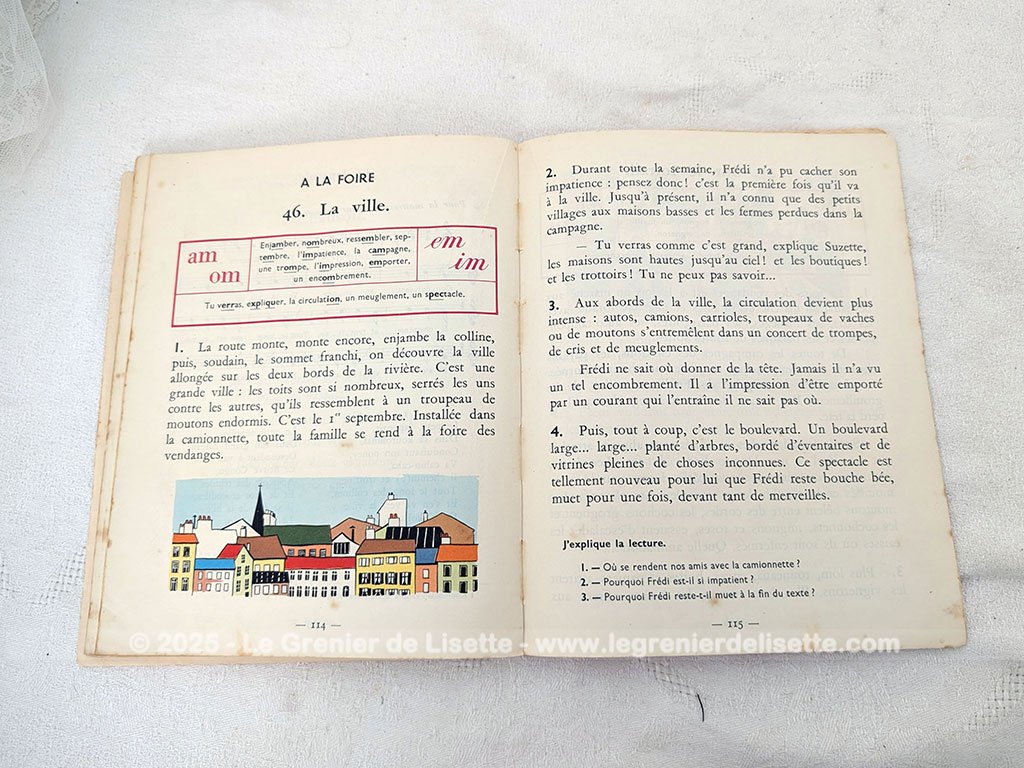 A LA FOIRE
46. La ville.
am
om
Enjamber, nombreux, ressembler, sep-
tembre, l'impatience, la campagne,
une trompe, l'impression, emporter,
un encombrement.
em
im
Tu verras, expliquer, la circulation, un meuglement, un spectacle.
1. La route monte, monte encore, enjambe la colline,
puis, soudain, le sommet franchi, on découvre la ville
allongée sur les deux bords de la rivière. C'est une
grande ville : les toits sont si nombreux, serrés les uns
contre les autres, qu'ils ressemblent à un troupeau de
moutons endormis. C'est le 1er septembre. Installée dans
la camionnette, toute la famille se rend à la foire des
vendanges.
— 114 —
2. Durant toute la semaine, Frédi n'a pu cacher son
impatience : pensez donc! c'est la première fois qu'il va
à la ville. Jusqu'à présent, il n'a connu que des petits
villages aux maisons basses et les fermes perdues dans la
campagne.
— Tu verras comme c'est grand, explique Suzette,
les maisons sont hautes jusqu'au ciel! et les boutiques!
et les trottoirs! Tu ne peux pas savoir...
3. Aux abords de la ville, la circulation devient plus
intense : autos, camions, carrioles, troupeaux de vaches
ou de moutons s'entremêlent dans un concert de trompes,
de cris et de meuglements.
Frédi ne sait où donner de la tête. Jamais il n'a vu
un tel encombrement. Il a l'impression d'être emporté
par un courant qui l'entraîne il ne sait pas où.
4. Puis, tout à coup, c'est le boulevard. Un boulevard
large... large... planté d'arbres, bordé d'éventaires et de
vitrines pleines de choses inconnues. Ce spectacle est
tellement nouveau pour lui que Frédi reste bouche bée,
muet pour une fois, devant tant de merveilles.
J'explique la lecture.
1. — Où se rendent nos amis avec la camionnette ?
2. — Pourquoi Frédi est-il si impatient ?
3. — Pourquoi Frédi reste-t-il muet à la fin du texte ?
— 115 —
© 2025 - Le Grenier de Lisette - www.legrenierdelisette.com